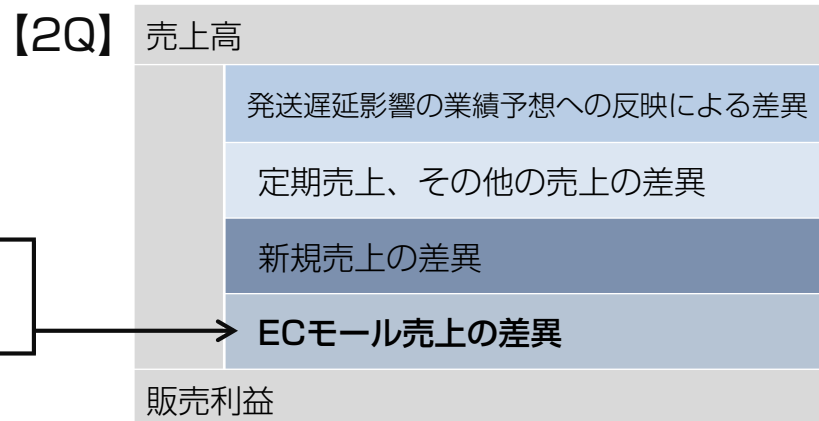 【2Q】 売上高
発送遅延影響の業績予想への反映による差異
定期売上、その他の売上の差異
新規売上の差異
ECモール売上の差異
販売利益